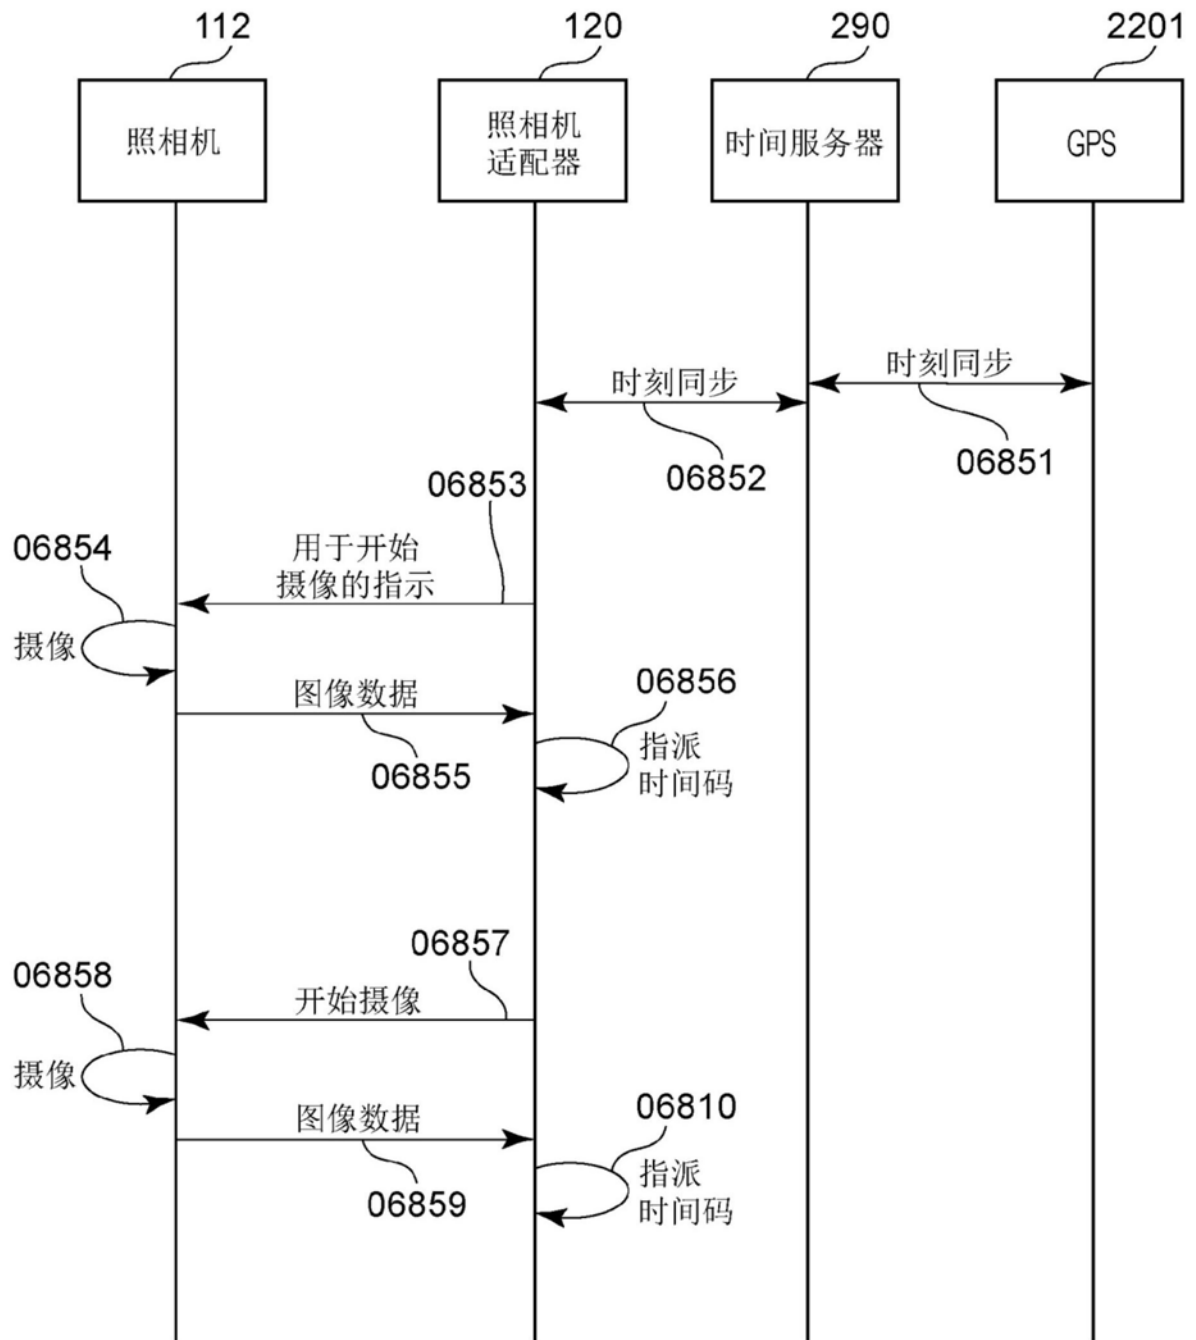 112
120
290
2201
照相机
照相机
适配器
时间服务器
GPS
时刻同步
时刻同步
06851
06852
06853
06854
用于开始
摄像的指示
摄像
图像数据
06856
指派
时间码
06855
06857
06858
开始摄像
摄像
图像数据
06810
指派
时间码
06859